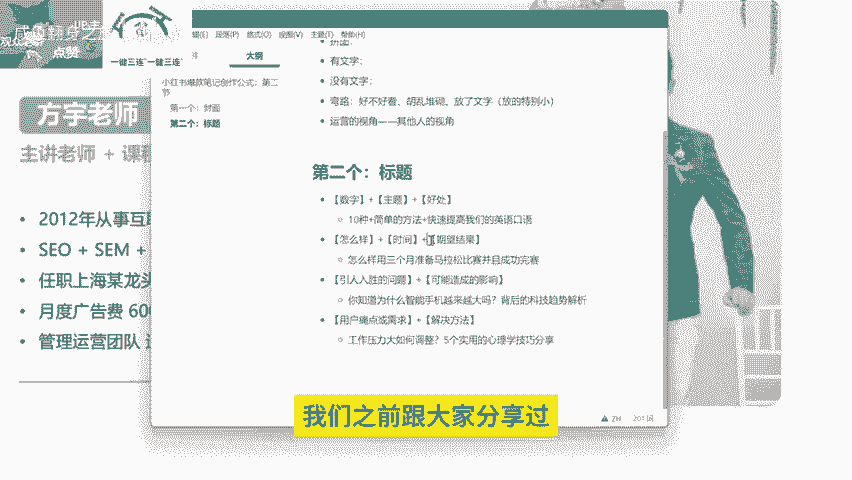 点赞
一键三连
一键三连
段落(P) 格式(O) 视图(V) 主题(T) 帮助(H)
大纲
小红书爆款笔记创作公式：第二
节
第一个：封面
第二个：标题
有文字；
没有文字；
弯路：好不好看、胡乱堆砌、放了文字（放的特别小）
运营的视角——其他人的视角
第二个：标题
【数字】+【主题】+【好处】
10种+简单的方法+快速提高我们的英语口语
【怎么样】+【时间】+【期望结果】
怎么样用三个月准备马拉松比赛并且成功完赛
【引人入胜的问题】+【可能造成的影响】
你知道为什么智能手机越来越大吗？背后的科技趋势解析
【用户痛点或需求】+【解决方法】
工作压力大如何调整？5个实用的心理学技巧分享
方宇老师
主讲老师 + 课程
2012年从事互联
SEO + SEM +
任职上海某龙头
月度广告费 600
管理运营团队
我们之前跟大家分享过